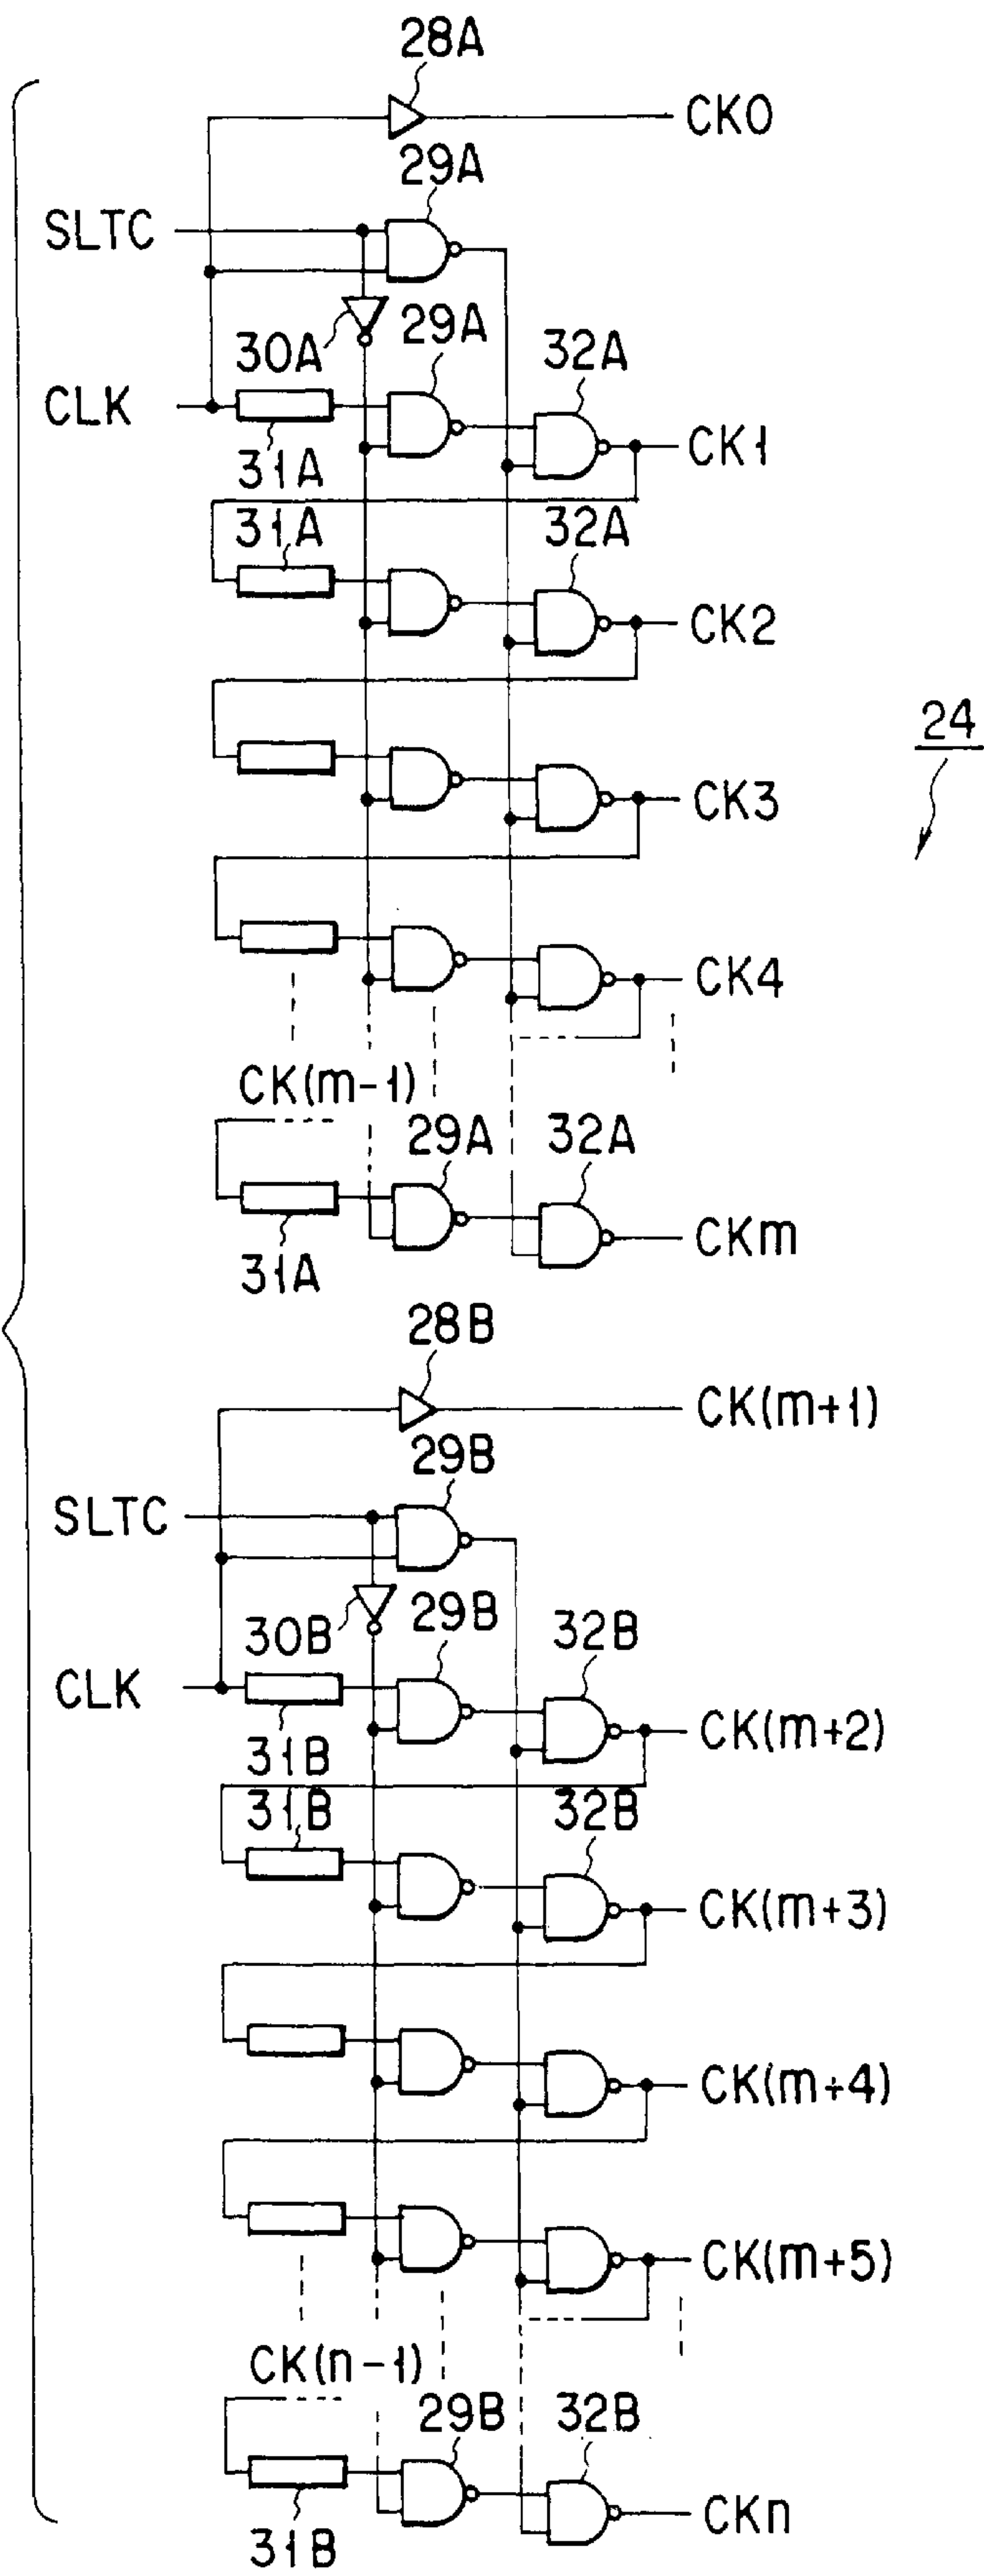 28A
CK0
29A
SLTC
30A
29A
32A
CLK
CK1
31A
31A
32A
CK2
24
CK3
CK4
CK(m-1)
29A
32A
CKm
31A
28B
CK(m+1)
29B
SLTC
30B
29B
32B
CLK
CK(m+2)
31B
31B
32B
CK(m+3)
CK(m+4)
CK(m+5)
CK(n-1)
29B
32B
CKn
31B